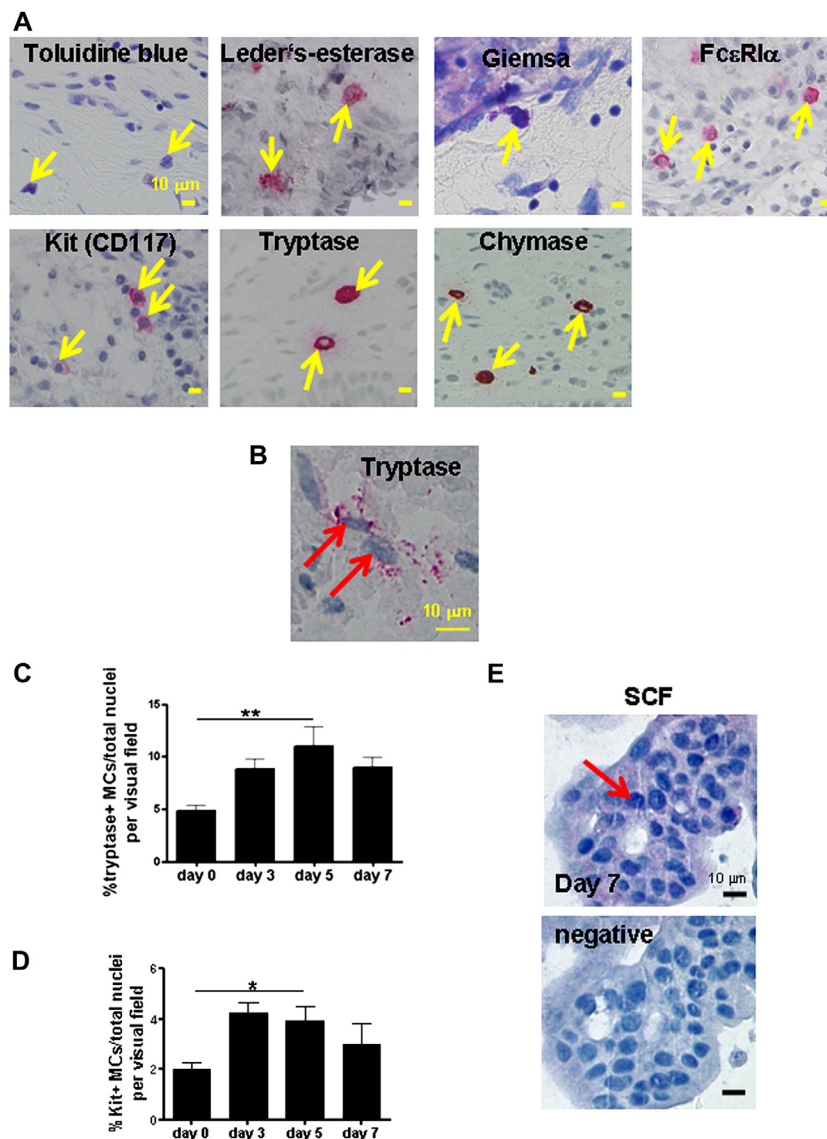 A
Toluidine blue
Leder's-esterase
Giemsa
FcεRIα
10 μm
Kit (CD117)
Tryptase
Chymase
B
Tryptase
10 μm
C
%tryptase+ MCs/total nuclei
per visual field
15
10
5
0
**
day 0 day 3 day 5 day 7
D
% Kit+ MCs/total nuclei
per visual field
6
4
2
0
*
day 0 day 3 day 5 day 7
E
SCF
Day 7
10 μm
negative